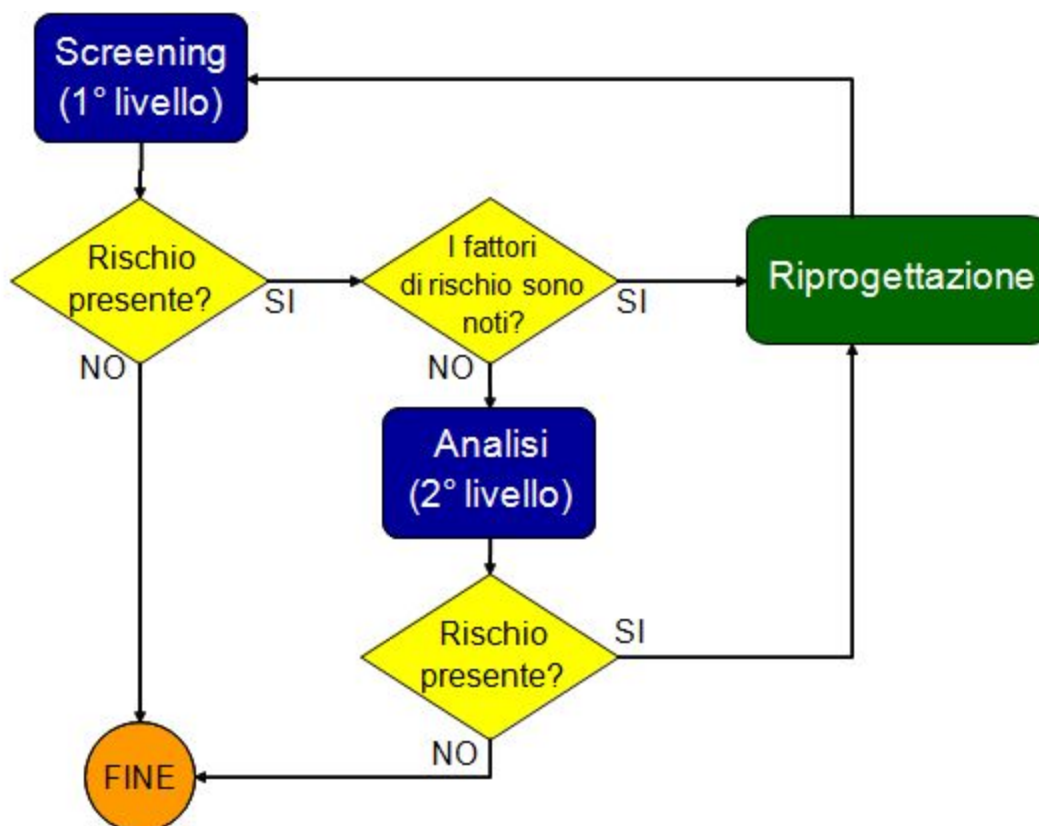 Screening
(1° livello)
Rischio
presente?
SI
NO
I fattori
di rischio sono
noti?
SI
NO
Riprogettazione
Analisi
(2° livello)
Rischio
presente?
SI
NO
FINE